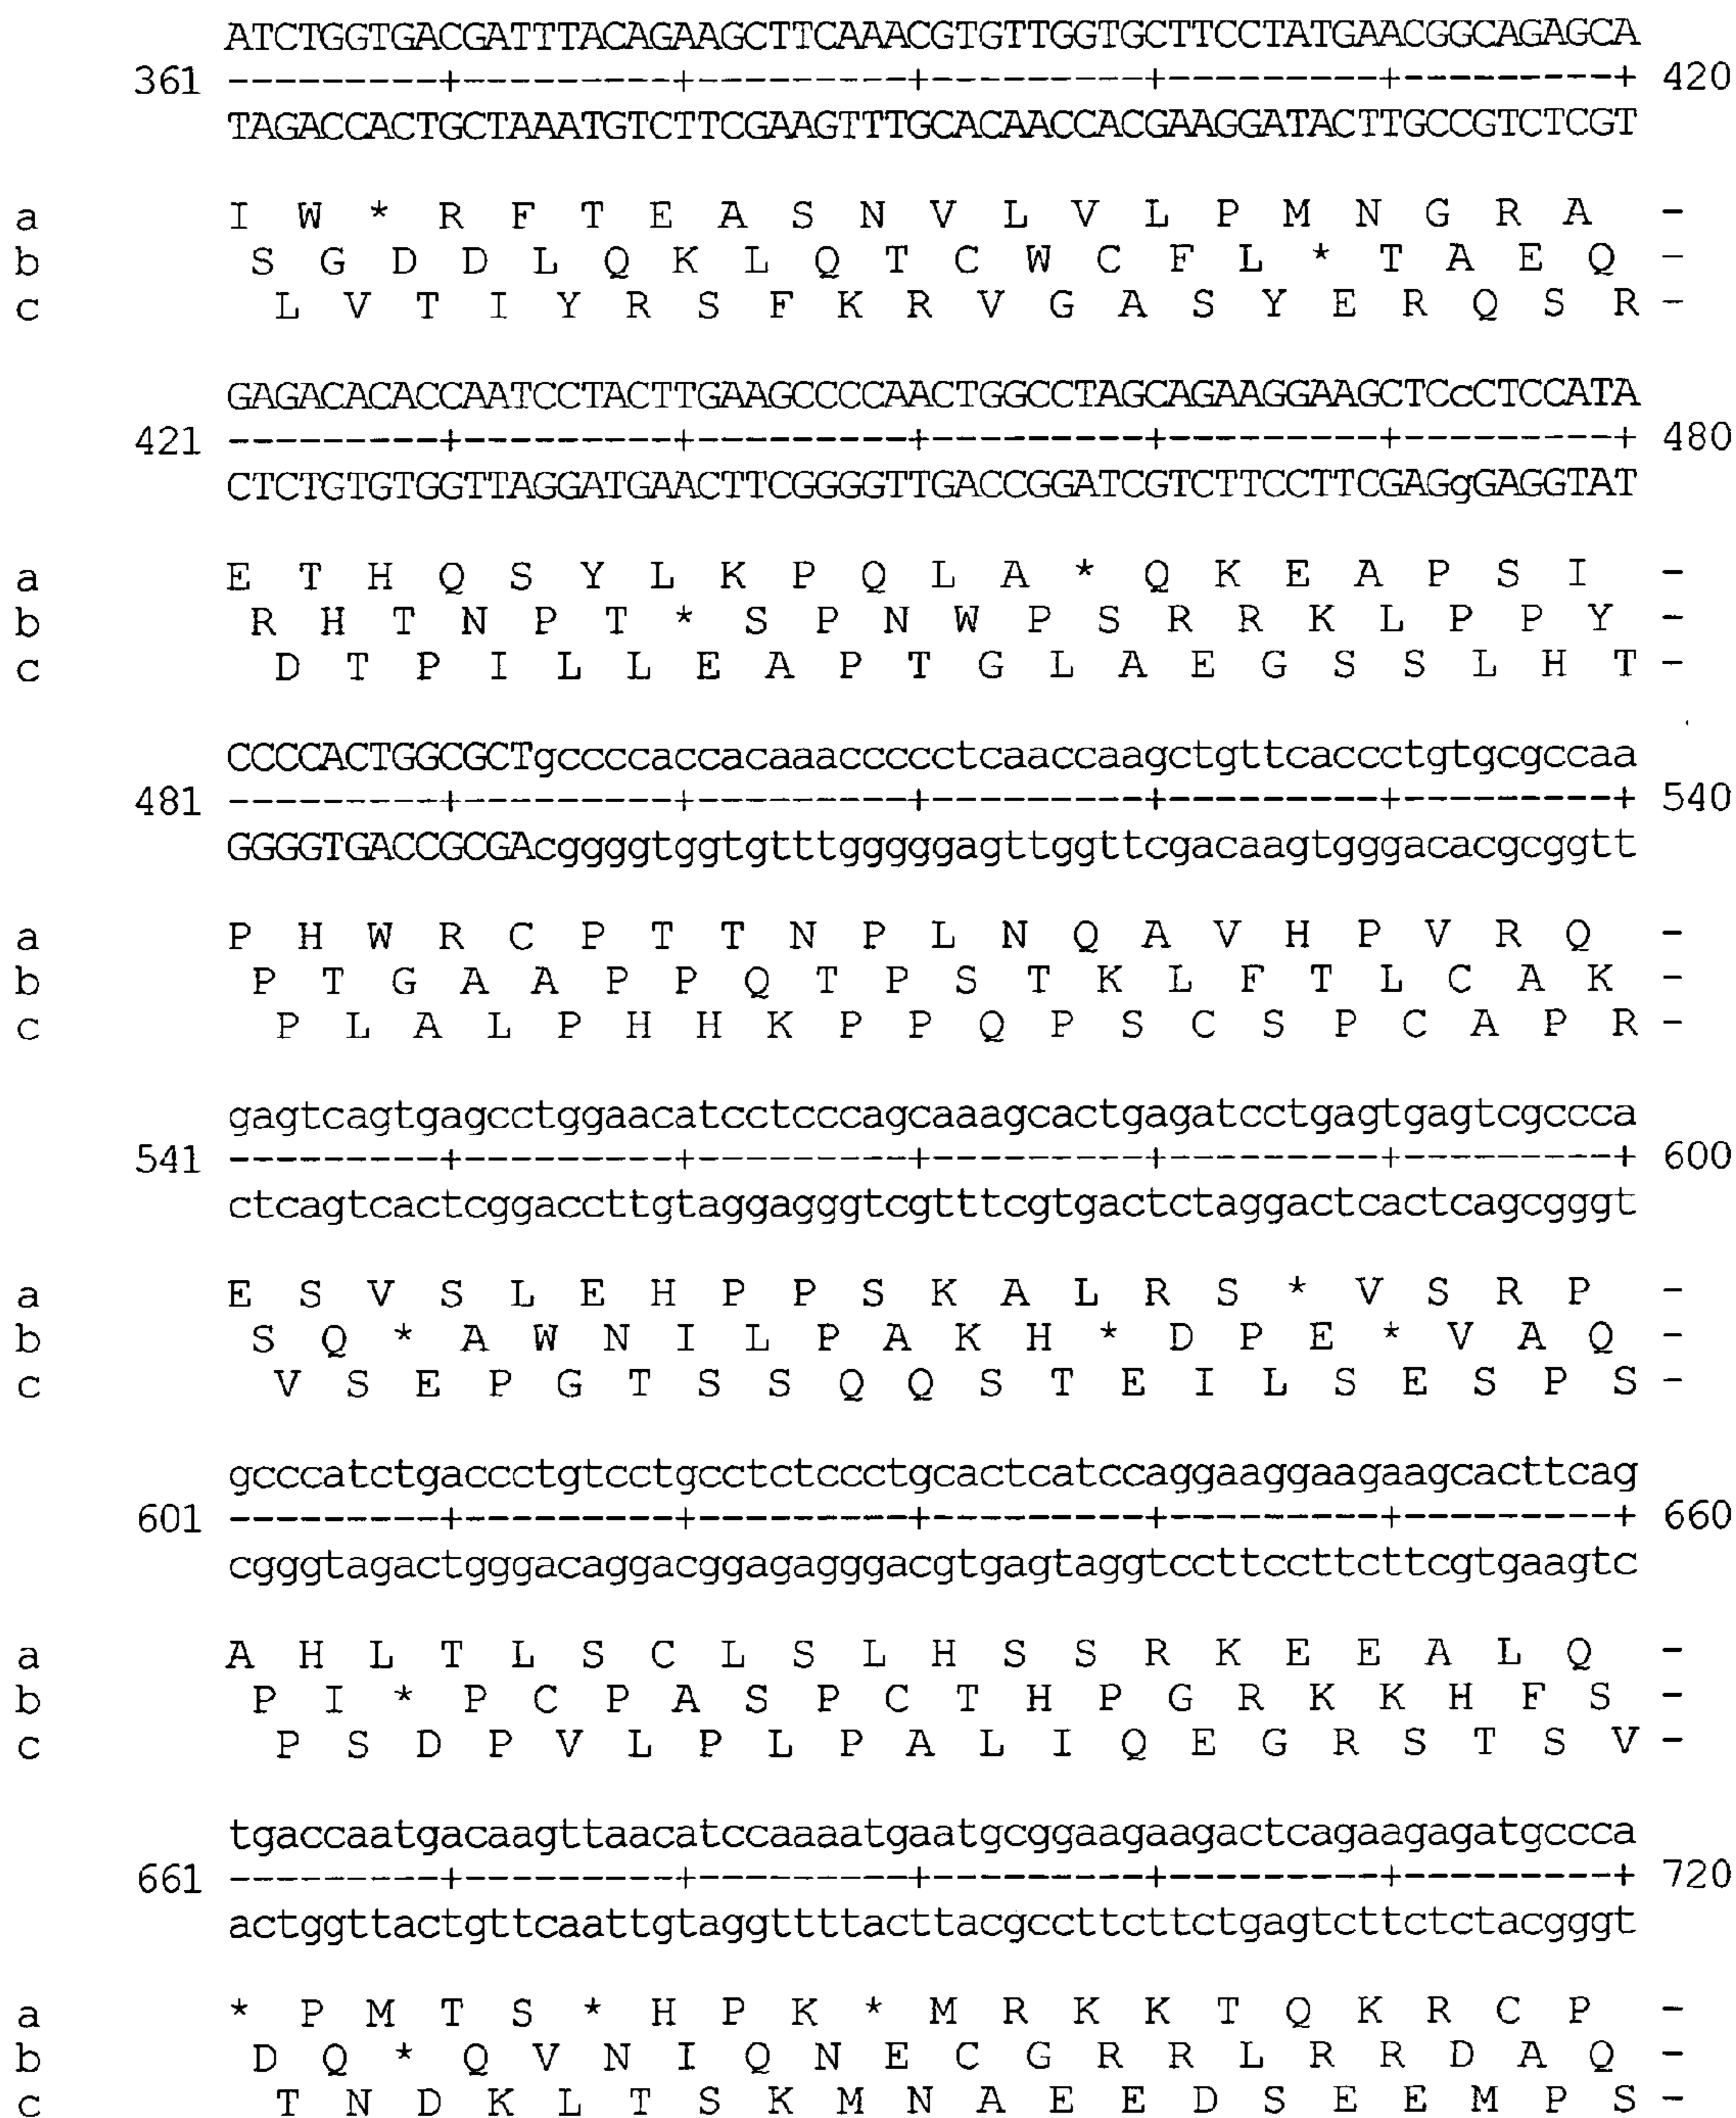 ATCTGGTGACGATTTACAGAAGCTTCAAACGTGTTGGTGCTTCCTATGAACGGCAGAGCA
361 ---------+---------+---------+---------+---------+---------+ 420
TAGACCACTGCTAAATGTCTTCGAAGTTTGCACAACCACGAAGGATACTTGCCGTCTCGT
a I W * R F T E A S N V L V L P M N G R A -
b S G D D L Q K L Q T C W C F L * T A E Q -
c L V T I Y R S F K R V G A S Y E R Q S R -
GAGACACACCAATCCTACTTGAAGCCCCAACTGGCCTAGCAGAAGGAAGCTCcCTCCATA
421 ---------+---------+---------+---------+---------+---------+ 480
CTCTGTGTGGTTAGGATGAACTTCGGGGTTGACCGGATCGTCTTCCTTCGAGgGAGGTAT
a E T H Q S Y L K P Q L A * Q K E A P S I -
b R H T N P T * S P N W P S R R K L P P Y -
c D T P I L L E A P T G L A E G S S L H T -
CCCCACTGGCGCTgccccaccacaaaccccctcaaccaagctgttcaccctgtgcgccaa
481 ---------+---------+---------+---------+---------+---------+ 540
GGGGTGACCGCGAcggggtggtgtttgggggagttggttcgacaagtgggacacgcggtt
a P H W R C P T T N P L N Q A V H P V R Q -
b P T G A A P P Q T P S T K L F T L C A K -
c P L A L P H H K P P Q P S C S P C A P R -
gagtcagtgagcctggaacatcctcccagcaaagcactgagatcctgagtgagtcgccca
541 ---------+---------+---------+---------+---------+---------+ 600
ctcagtcactcggaccttgtaggagggtcgtttcgtgactctaggactcactcagcgggt
a E S V S L E H P P S K A L R S * V S R P -
b S Q * A W N I L P A K H * D P E * V A Q -
c V S E P G T S S Q Q S T E I L S E S P S -
gcccatctgaccctgtcctgcctctccctgcactcatccaggaaggaagaagcacttcag
601 ---------+---------+---------+---------+---------+---------+ 660
cgggtagactgggacaggacggagagggacgtgagtaggtccttccttcttcgtgaagtc
a A H L T L S C L S L H S S R K E E A L Q -
b P I * P C P A S P C T H P G R K K H F S -
c P S D P V L P L P A L I Q E G R S T S V -
tgaccaatgacaagttaacatccaaaatgaatgcggaagaagactcagaagagatgccca
661 ---------+---------+---------+---------+---------+---------+ 720
actggttactgttcaattgtaggttttacttacgccttcttctgagtcttctctacgggt
a * P M T S * H P K * M R K K T Q K R C P -
b D Q * Q V N I Q N E C G R R L R R D A Q -
c T N D K L T S K M N A E E D S E E M P S -